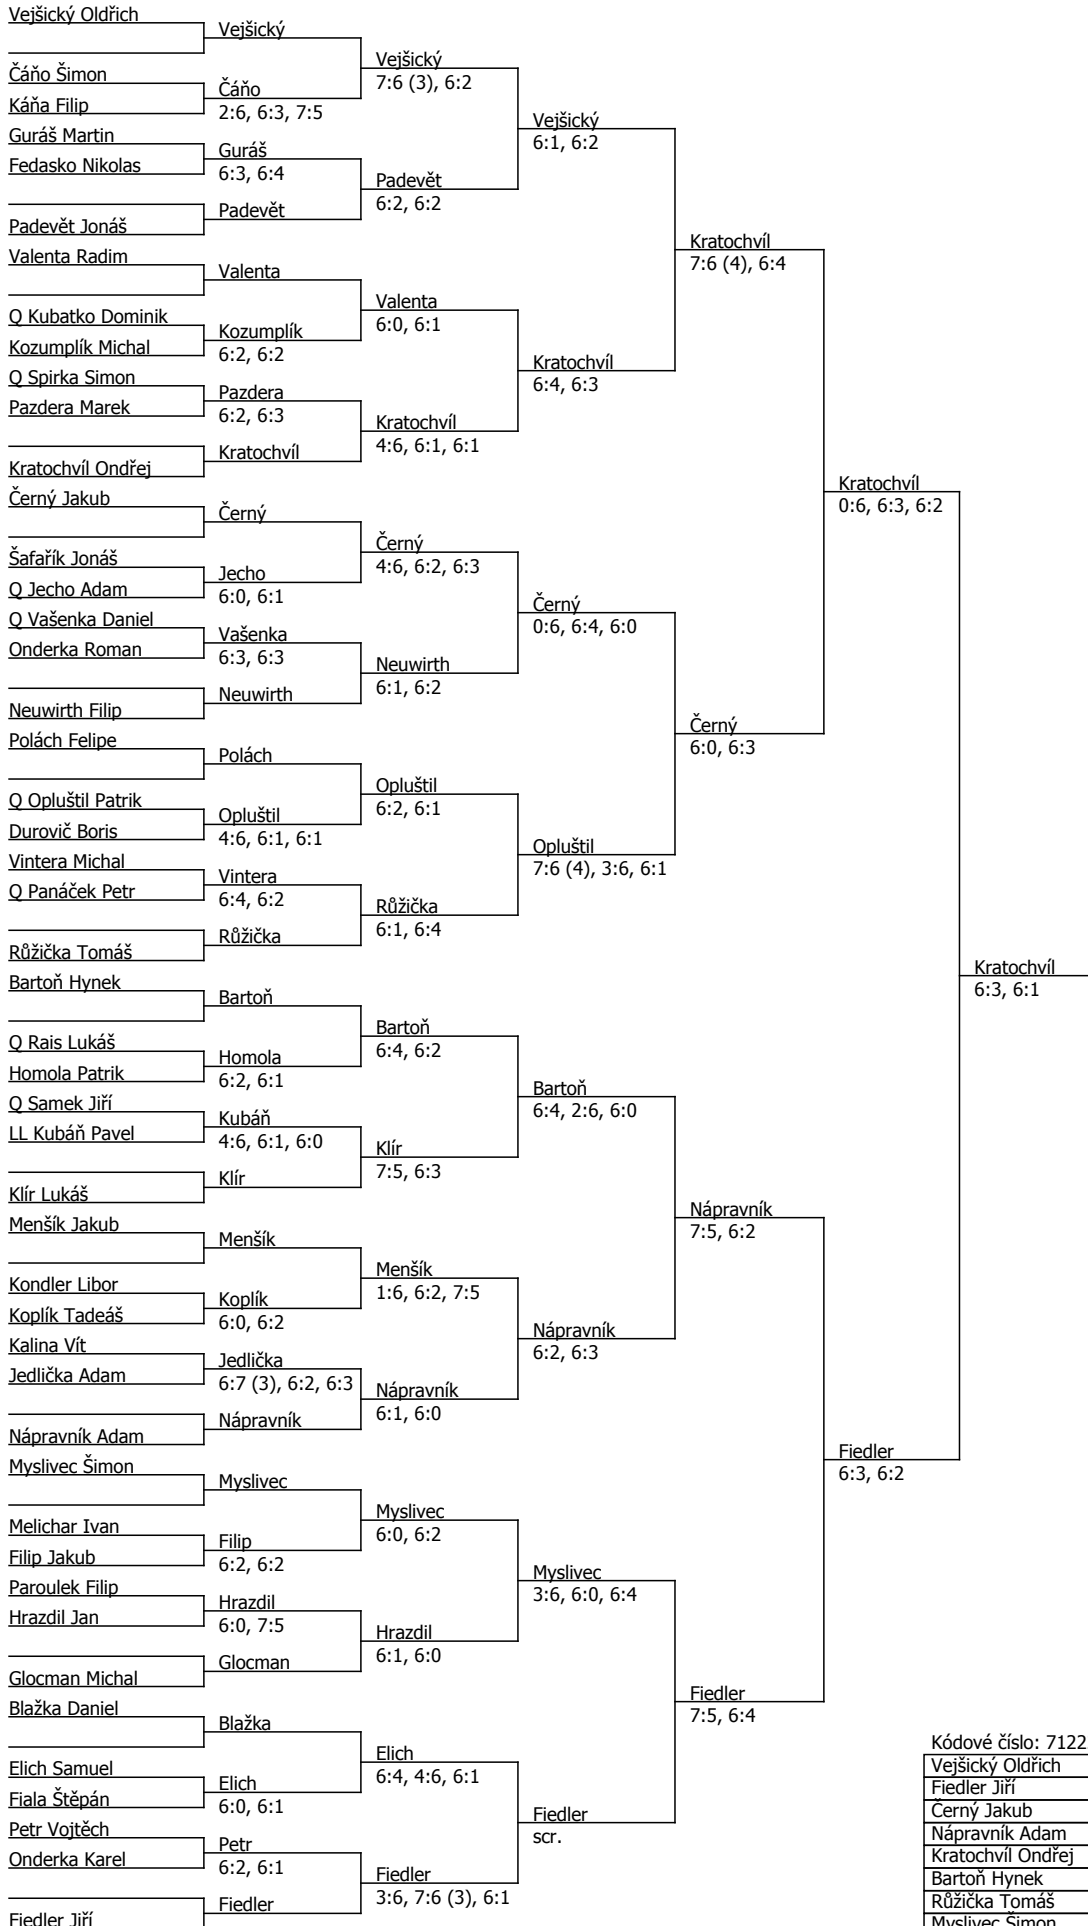 Vejšický Oldřich
Čáňo Šimon
Káňa Filip
Guráš Martin
Fedasko Nikolas
Padevět Jonáš
Valenta Radim
Q Kubatko Dominik
Kozumplík Michal
Q Spirka Simon
Pazdera Marek
Kratochvíl Ondřej
Černý Jakub
Šafařík Jonáš
Q Jecho Adam
Q Vašenka Daniel
Onderka Roman
Neuwirth Filip
Polách Felipe
Q Opluštil Patrik
Durovič Boris
Vintera Michal
Q Panáček Petr
Růžička Tomáš
Bartoň Hynek
Q Rais Lukáš
Homola Patrik
Q Samek Jiří
LL Kubáň Pavel
Klír Lukáš
Menšík Jakub
Kondler Libor
Koplík Tadeáš
Kalina Vít
Jedlička Adam
Nápravník Adam
Myslivec Šimon
Melichar Ivan
Filip Jakub
Paroulek Filip
Hrazdil Jan
Glocman Michal
Blažka Daniel
Elich Samuel
Fiala Štěpán
Petr Vojtěch
Onderka Karel
Fiedler Jiří
Vejšický
Čáňo
2:6, 6:3, 7:5
Guráš
6:3, 6:4
Padevět
Valenta
Kozumplík
6:2, 6:2
Pazdera
6:2, 6:3
Kratochvíl
Černý
Jecho
6:0, 6:1
Vašenka
6:3, 6:3
Neuwirth
Polách
Opluštil
4:6, 6:1, 6:1
Vintera
6:4, 6:2
Růžička
Bartoň
Homola
6:2, 6:1
Kubáň
4:6, 6:1, 6:0
Klír
Menšík
Koplík
6:0, 6:2
Jedlička
6:7 (3), 6:2, 6:3
Nápravník
Myslivec
Filip
6:2, 6:2
Hrazdil
6:0, 7:5
Glocman
Blažka
Elich
6:0, 6:1
Petr
6:2, 6:1
Fiedler
Vejšický
7:6 (3), 6:2
Padevět
6:2, 6:2
Valenta
6:0, 6:1
Kratochvíl
4:6, 6:1, 6:1
Černý
4:6, 6:2, 6:3
Neuwirth
6:1, 6:2
Opluštil
6:2, 6:1
Růžička
6:1, 6:4
Bartoň
6:4, 6:2
Klír
7:5, 6:3
Menšík
1:6, 6:2, 7:5
Nápravník
6:1, 6:0
Myslivec
6:0, 6:2
Hrazdil
6:1, 6:0
Elich
6:4, 4:6, 6:1
Fiedler
3:6, 7:6 (3), 6:1
Vejšický
6:1, 6:2
Kratochvíl
6:4, 6:3
Černý
0:6, 6:4, 6:0
Opluštil
7:6 (4), 3:6, 6:1
Bartoň
6:4, 2:6, 6:0
Nápravník
6:2, 6:3
Myslivec
3:6, 6:0, 6:4
Fiedler
scr.
Kratochvíl
7:6 (4), 6:4
Černý
6:0, 6:3
Nápravník
7:5, 6:2
Fiedler
7:5, 6:4
Kratochvíl
0:6, 6:3, 6:2
Fiedler
6:3, 6:2
Kratochvíl
6:3, 6:1
Kódové číslo: 7122
Vejšický Oldřich
Fiedler Jiří
Černý Jakub
Nápravník Adam
Kratochvíl Ondřej
Bartoň Hynek
Růžička Tomáš
Myslivec Šimon